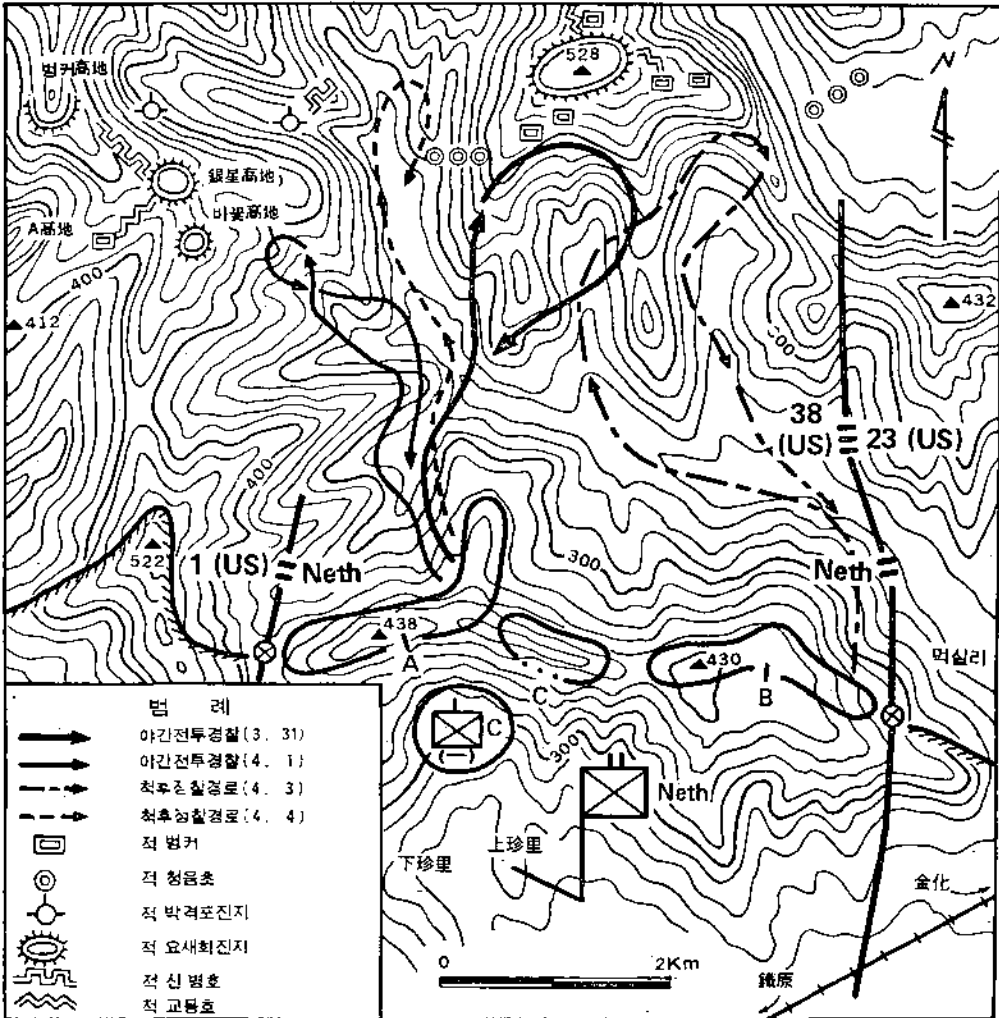 벙커高地
528
N
銀星高地
바꽃高地
A高地
400
412
432
300
38
(US)
23 (US)
400
522
1 (US)
Neth
300
Neth
438
A
C
430
B
먹실리
C
(−)
300
Neth
下珍里
上珍里
金化
鐵原
0 2Km
범 례
야간전투경찰(3. 31)
야간전투경찰(4. 1)
척후정찰경로(4. 3)
척후정찰경로(4. 4)
적 벙커
적 청음초
적 박격포진지
적 요새화진지
적 산병호
적 교통호